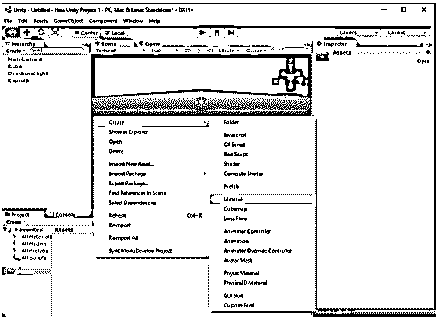 Unity - Untitled - New Unity Project 1 - PC, Mac & Linux Standalone* <DX11>
File Edit Assets GameObject Component Window Help
Center Local Layers Layout
Hierarchy Scene Game Inspector
Create
Textured
Assets
Open
Main Camera
Cube
Directional light
Create
Show in Explorer
Open
Delete
Import New Asset...
Import Package
Export Package...
Find References In Scene
Select Dependencies
Refresh Ctrl+R
Reimport
Reimport All
Sync MonoDevelop Project
Folder
Javascript
C# Script
Boo Script
Shader
Compute Shader
Prefab
Material
Cubemap
Lens Flare
Animator Controller
Animation
Animator Override Controller
Avatar Mask
Physic Material
Physics2D Material
GUI Skin
Custom Font
Project Console
Create
Favorites Assets
All Materials
All Models
All Prefabs
All Scripts